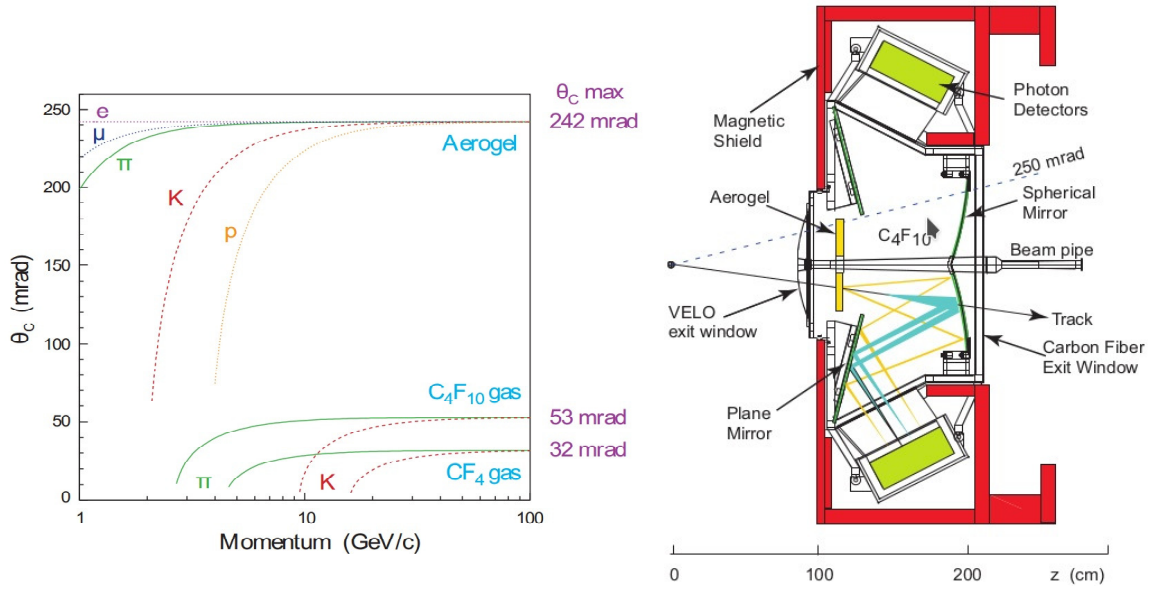 250
200
150
100
50
0
θC (mrad)
e
μ
π
K
p
Aerogel
C4F10 gas
π
K
CF4 gas
1
10
100
Momentum (GeV/c)
θC max
242 mrad
53 mrad
32 mrad
Magnetic
Shield
Photon
Detectors
250 mrad
Aerogel
Spherical
Mirror
C4F10
Beam pipe
VELO
exit window
Track
Carbon Fiber
Exit Window
Plane
Mirror
0
100
200
z (cm)